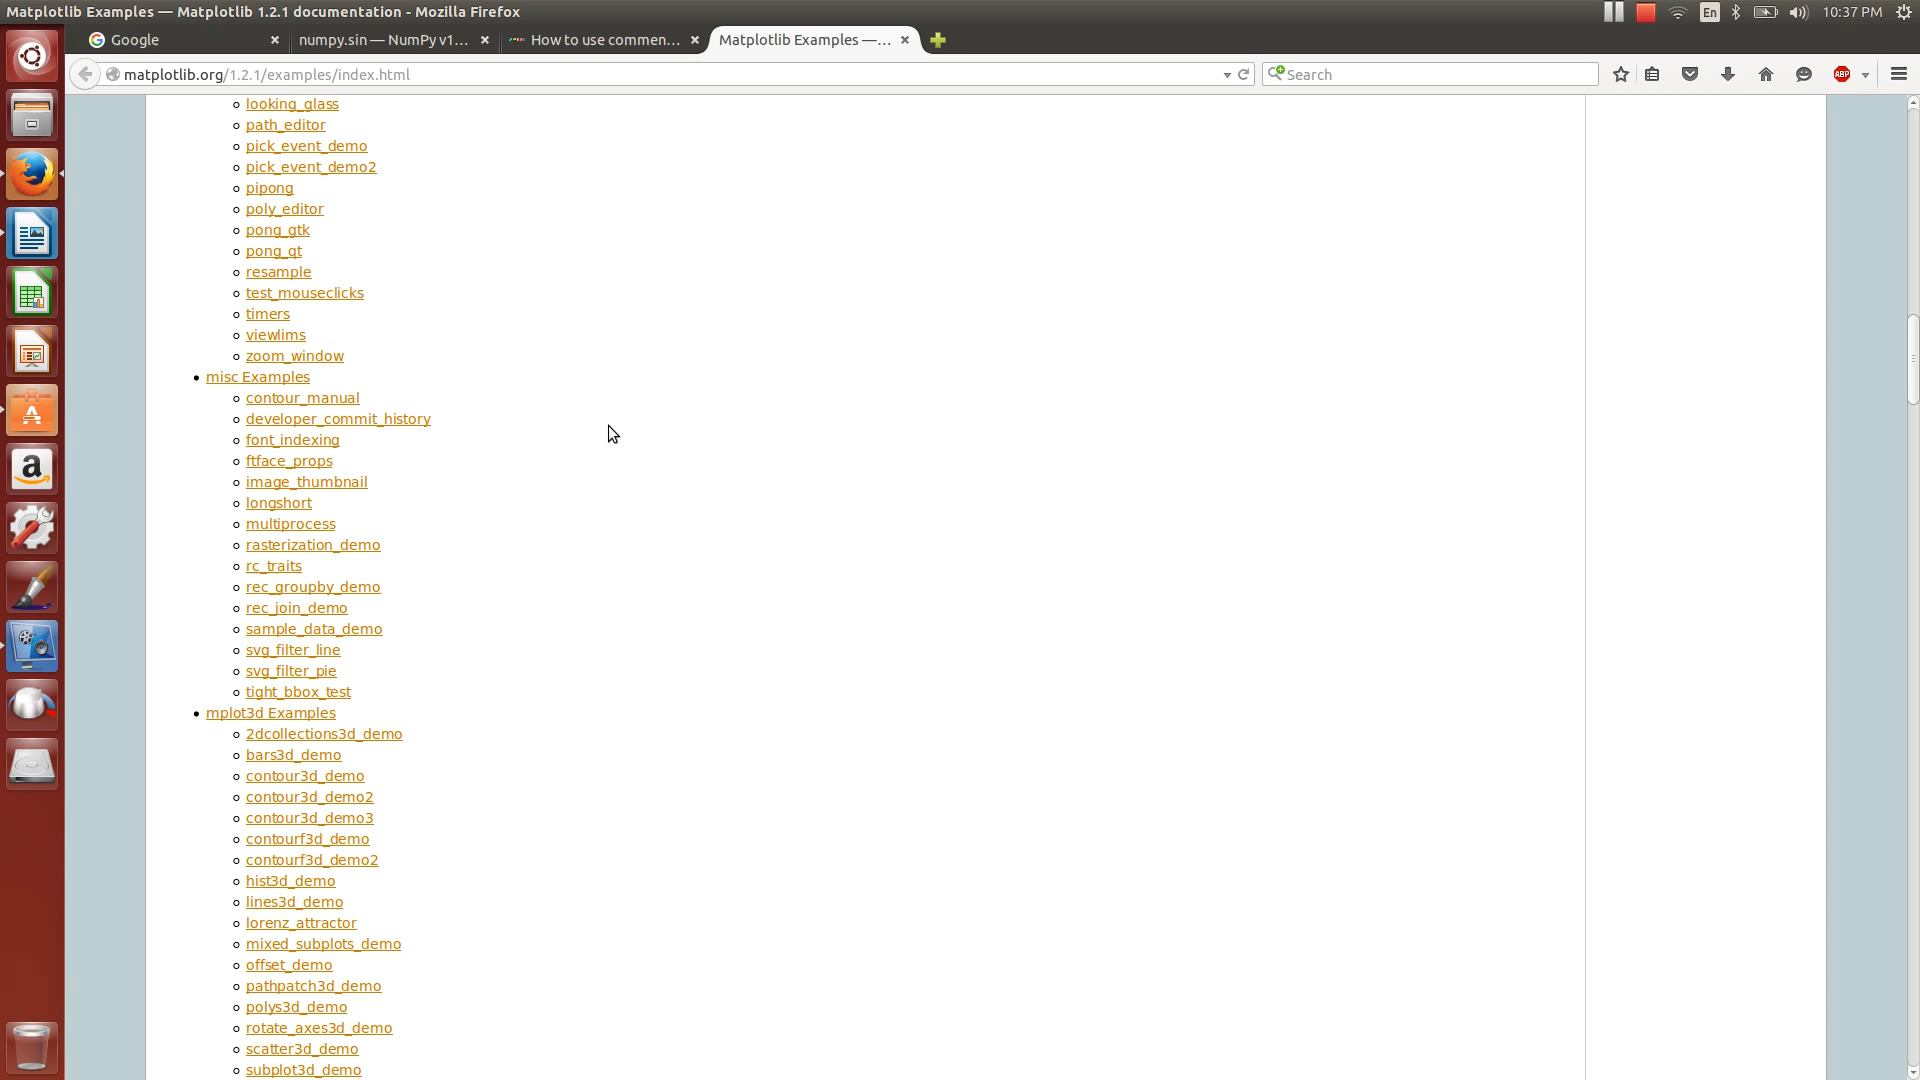 Matplotlib Examples — Matplotlib 1.2.1 documentation - Mozilla Firefox
En
10:37 PM
Google
numpy.sin — NumPy v1...
How to use commen...
Matplotlib Examples —...
matplotlib.org/1.2.1/examples/index.html
Search
ABP
looking_glass
path_editor
pick_event_demo
pick_event_demo2
pipong
poly_editor
pong_gtk
pong_qt
resample
test_mouseclicks
timers
viewlims
zoom_window
misc Examples
contour_manual
developer_commit_history
font_indexing
ftface_props
image_thumbnail
longshort
multiprocess
rasterization_demo
rc_traits
rec_groupby_demo
rec_join_demo
sample_data_demo
svg_filter_line
svg_filter_pie
tight_bbox_test
mplot3d Examples
2dcollections3d_demo
bars3d_demo
contour3d_demo
contour3d_demo2
contour3d_demo3
contourf3d_demo
contourf3d_demo2
hist3d_demo
lines3d_demo
lorenz_attractor
mixed_subplots_demo
offset_demo
pathpatch3d_demo
polys3d_demo
rotate_axes3d_demo
scatter3d_demo
subplot3d_demo